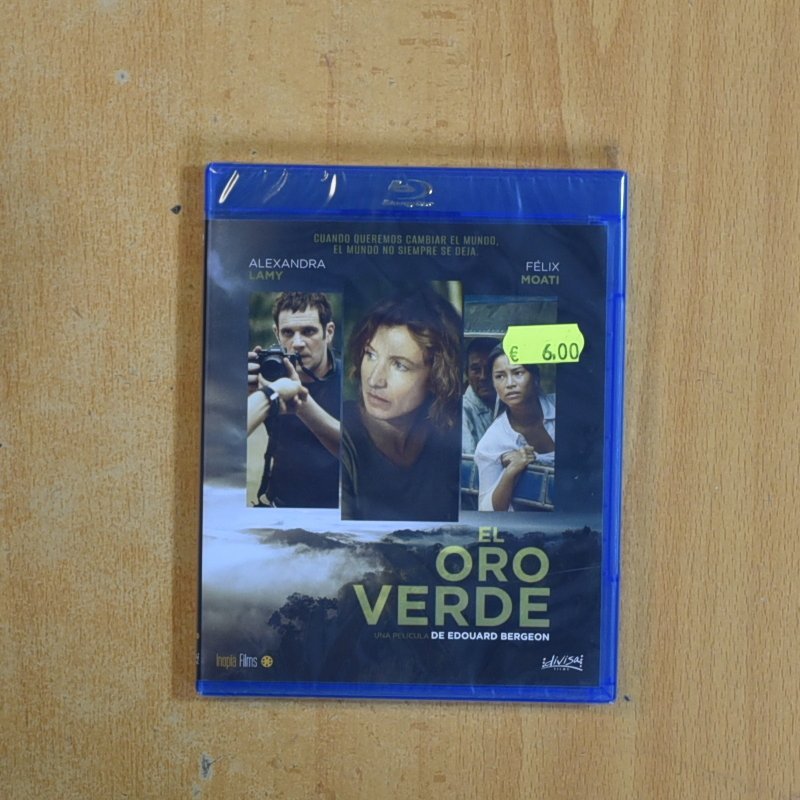 Blu-ray Disc
CUANDO QUEREMOS CAMBIAR EL MUNDO,
EL MUNDO NO SIEMPRE SE DEJA.
ALEXANDRA
LAMY
FÉLIX
MOATI
€ 6.00
EL
ORO
VERDE
UNA PELÍCULA DE EDOUARD BERGEON
Inopia Films
divisa
FILMS